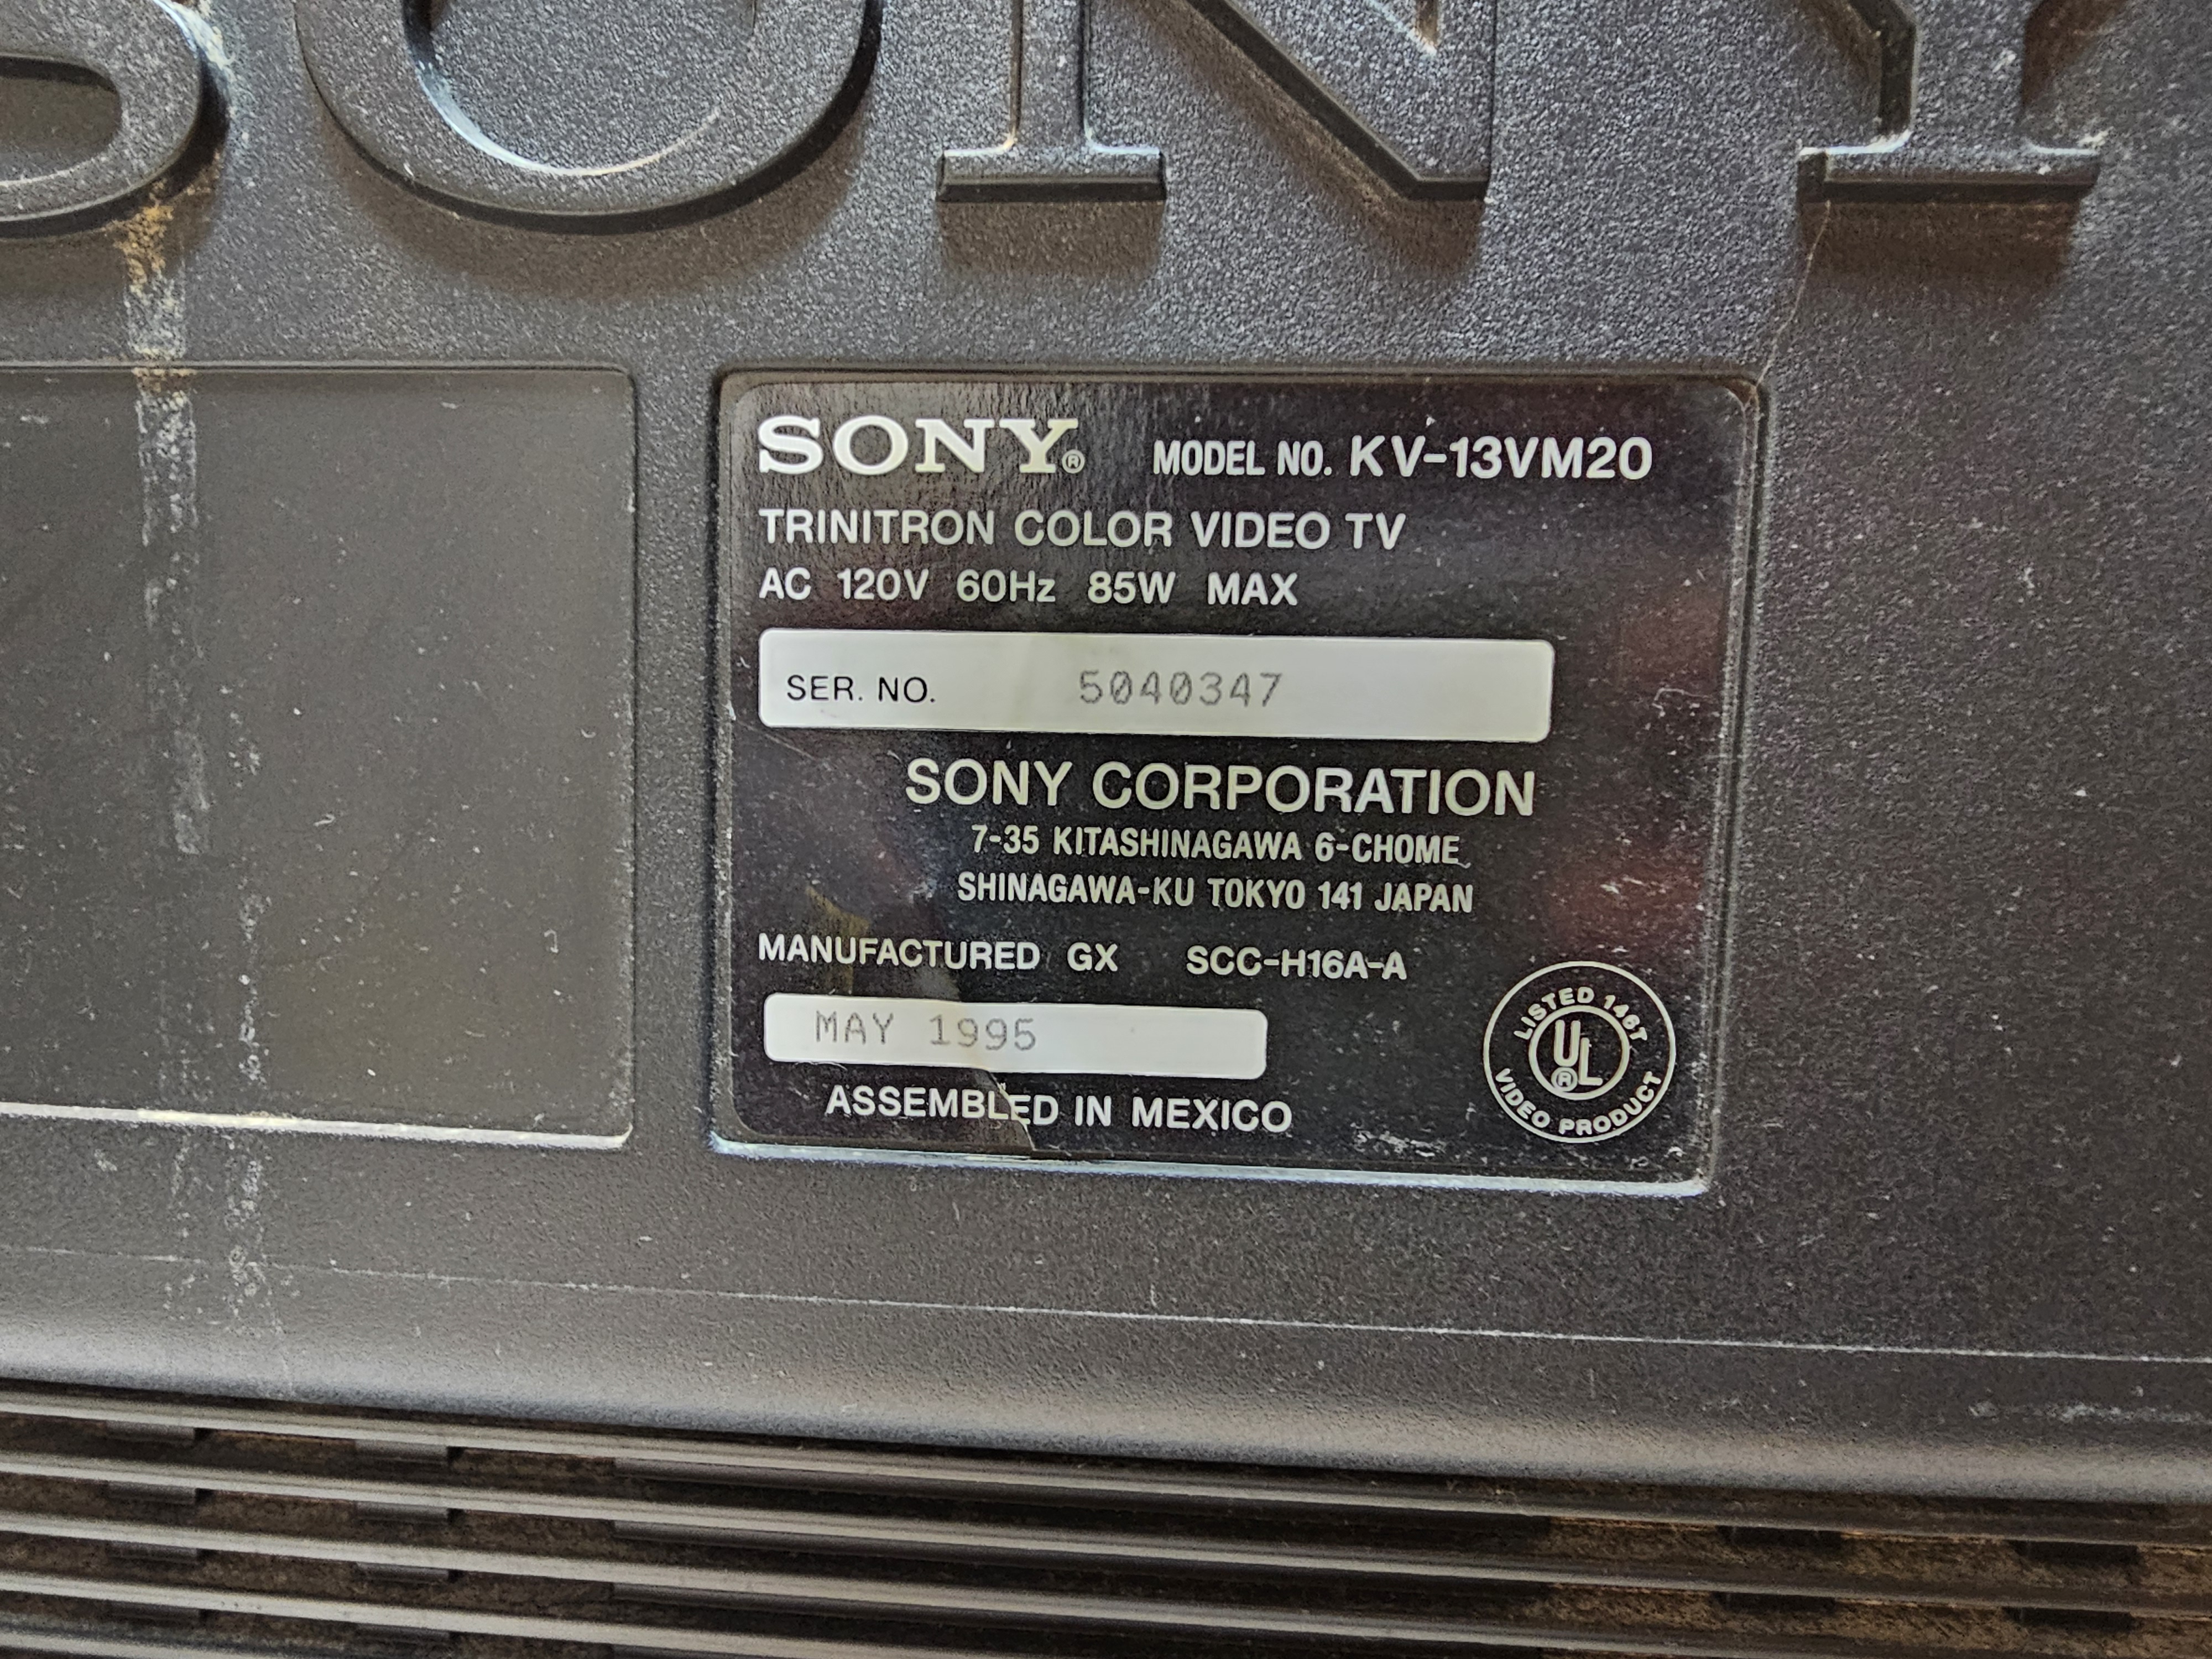 SONY
SONY® MODEL NO. KV-13VM20
TRINITRON COLOR VIDEO TV
AC 120V 60Hz 85W MAX
SER. NO. 5040347
SONY CORPORATION
7-35 KITASHINAGAWA 6-CHOME
SHINAGAWA-KU TOKYO 141 JAPAN
MANUFACTURED GX SCC-H16A-A
MAY 1995
ASSEMBLED IN MEXICO
LISTED 146T
UL®
VIDEO PRODUCT